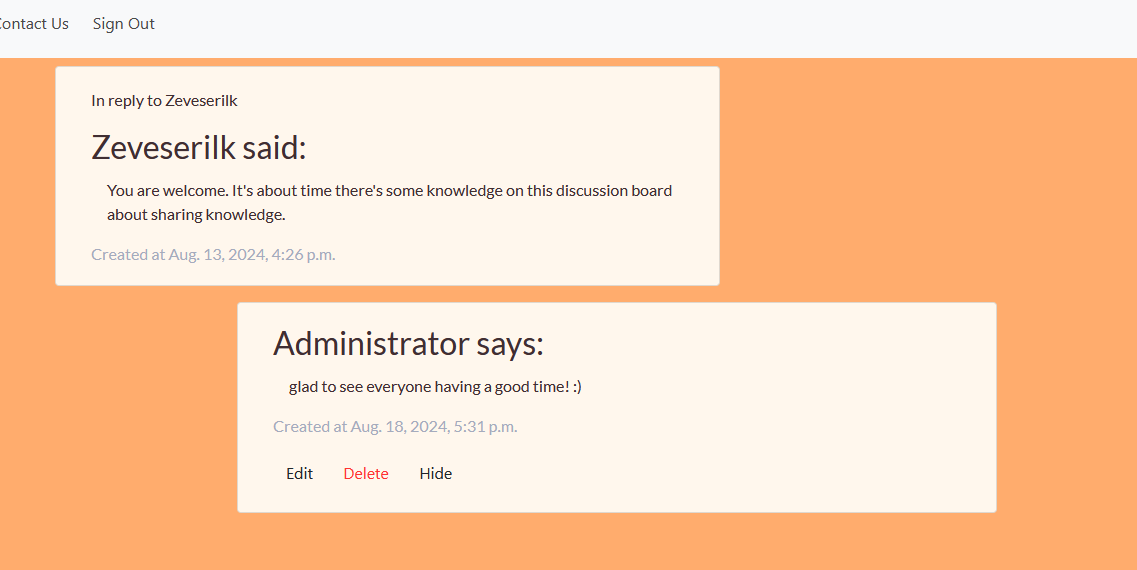 Contact Us Sign Out
In reply to Zeveserilk
Zeveserilk said:
You are welcome. It's about time there's some knowledge on this discussion board
about sharing knowledge.
Created at Aug. 13, 2024, 4:26 p.m.
Administrator says:
glad to see everyone having a good time! :)
Created at Aug. 18, 2024, 5:31 p.m.
Edit Delete Hide